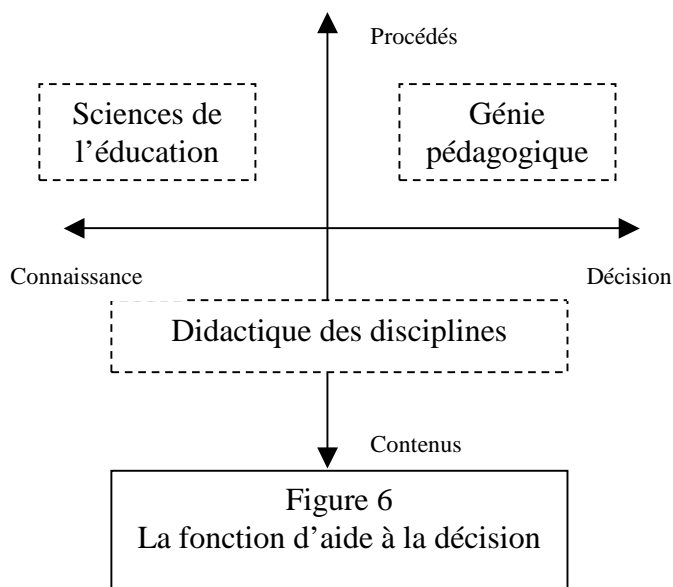 Procédés
Sciences de
l’éducation
Génie
pédagogique
Connaissance
Décision
Didactique des disciplines
Contenus
Figure 6
La fonction d’aide à la décision